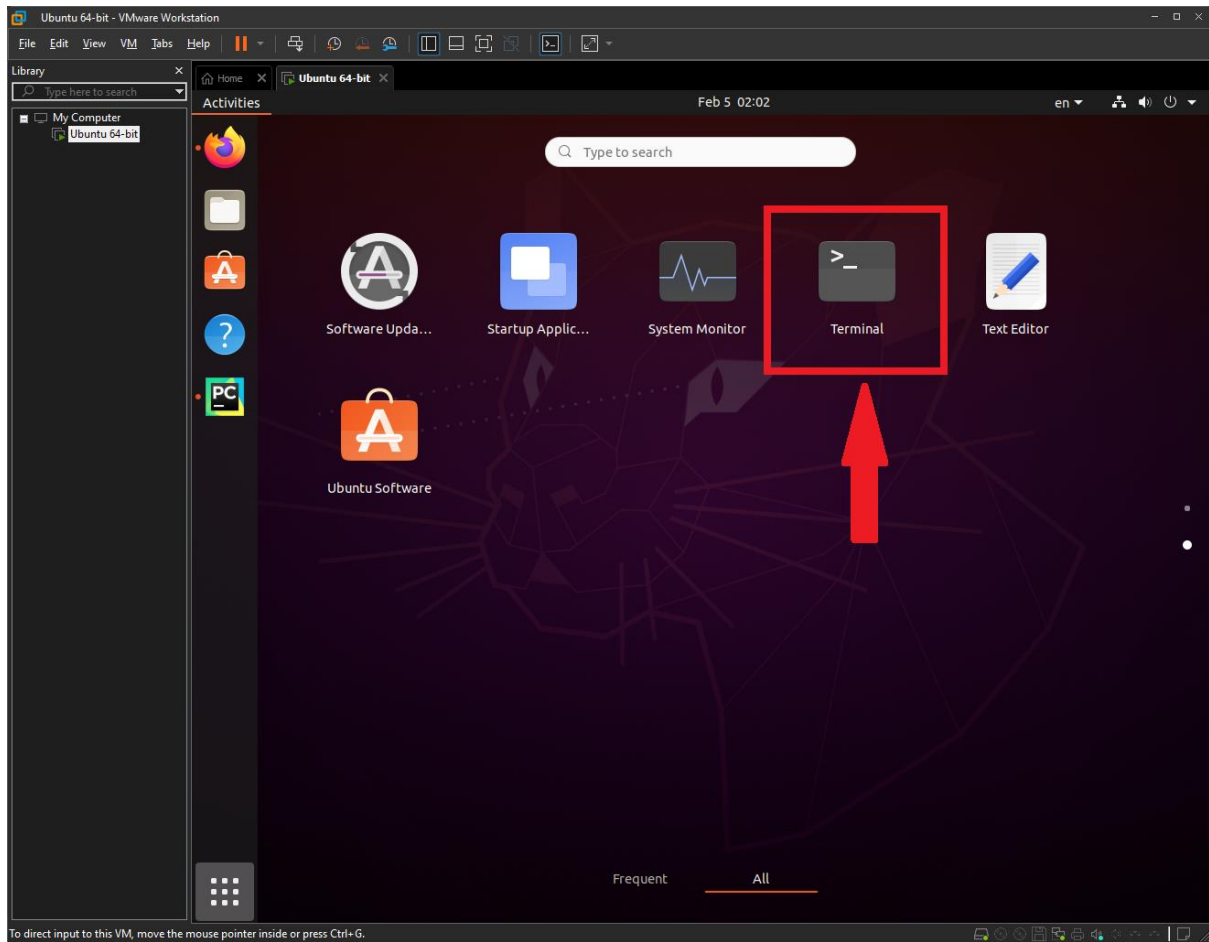 Ubuntu 64-bit - VMware Workstation
File Edit View VM Tabs Help
Library
Type here to search
My Computer
Ubuntu 64-bit
Home
Ubuntu 64-bit
Activities
Feb 5 02:02
en
Type to search
>_
Software Upda...
Startup Applic...
System Monitor
Terminal
Text Editor
?
PC
Ubuntu Software
Frequent
All
To direct input to this VM, move the mouse pointer inside or press Ctrl+G.